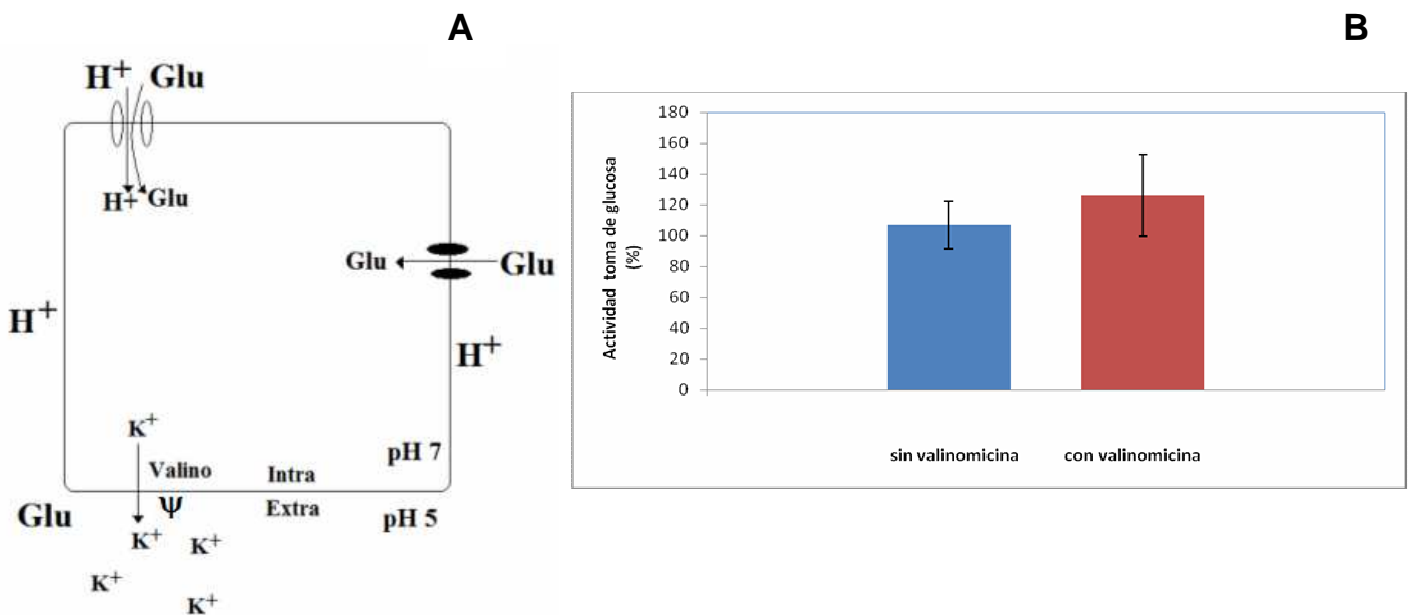 A
H⁺ Glu
H⁺ Glu
Glu Glu
H⁺
H⁺
K⁺
Valino
Intra
pH 7
Glu
Ψ
Extra
pH 5
K⁺
K⁺
K⁺
K⁺
B
Actividad toma de glucosa
(%)
180
160
140
120
100
80
60
40
20
0
sin valinomicina
con valinomicina